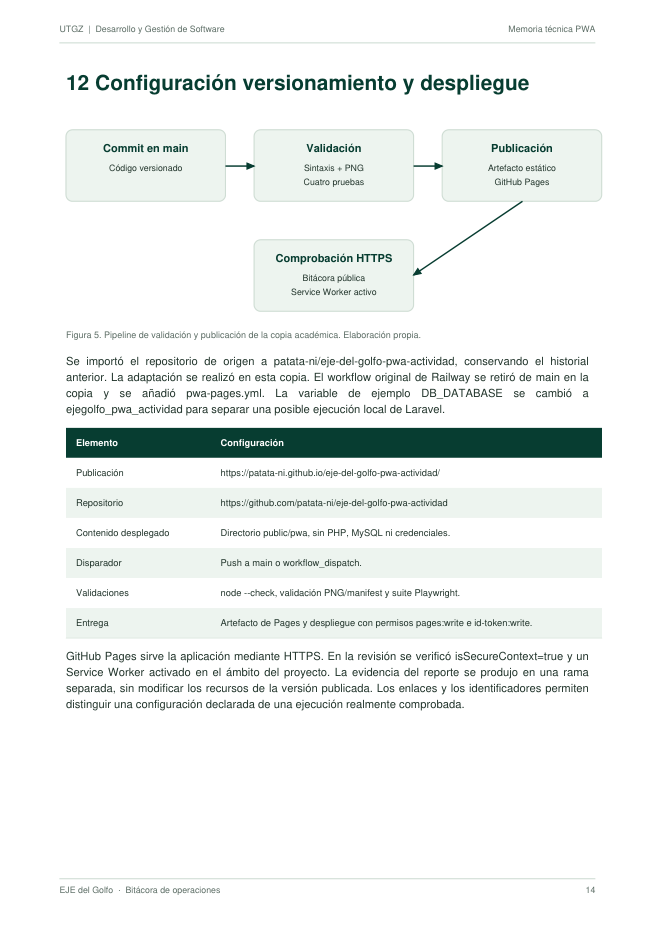 UTGZ | Desarrollo y Gestión de Software
Memoria técnica PWA
12 Configuración versionamiento y despliegue
Commit en main
Código versionado
Validación
Sintaxis + PNG
Cuatro pruebas
Publicación
Artefacto estático
GitHub Pages
Comprobación HTTPS
Bitácora pública
Service Worker activo
Figura 5. Pipeline de validación y publicación de la copia académica. Elaboración propia.
Se importó el repositorio de origen a patata-ni/eje-del-golfo-pwa-actividad, conservando el historial
anterior. La adaptación se realizó en esta copia. El workflow original de Railway se retiró de main en la
copia y se añadió pwa-pages.yml. La variable de ejemplo DB_DATABASE se cambió a
ejegolfo_pwa_actividad para separar una posible ejecución local de Laravel.
Elemento Configuración
Publicación https://patata-ni.github.io/eje-del-golfo-pwa-actividad/
Repositorio https://github.com/patata-ni/eje-del-golfo-pwa-actividad
Contenido desplegado Directorio public/pwa, sin PHP, MySQL ni credenciales.
Disparador Push a main o workflow_dispatch.
Validaciones node --check, validación PNG/manifest y suite Playwright.
Entrega Artefacto de Pages y despliegue con permisos pages:write e id-token:write.
GitHub Pages sirve la aplicación mediante HTTPS. En la revisión se verificó isSecureContext=true y un
Service Worker activado en el ámbito del proyecto. La evidencia del reporte se produjo en una rama
separada, sin modificar los recursos de la versión publicada. Los enlaces y los identificadores permiten
distinguir una configuración declarada de una ejecución realmente comprobada.
EJE del Golfo · Bitácora de operaciones
14